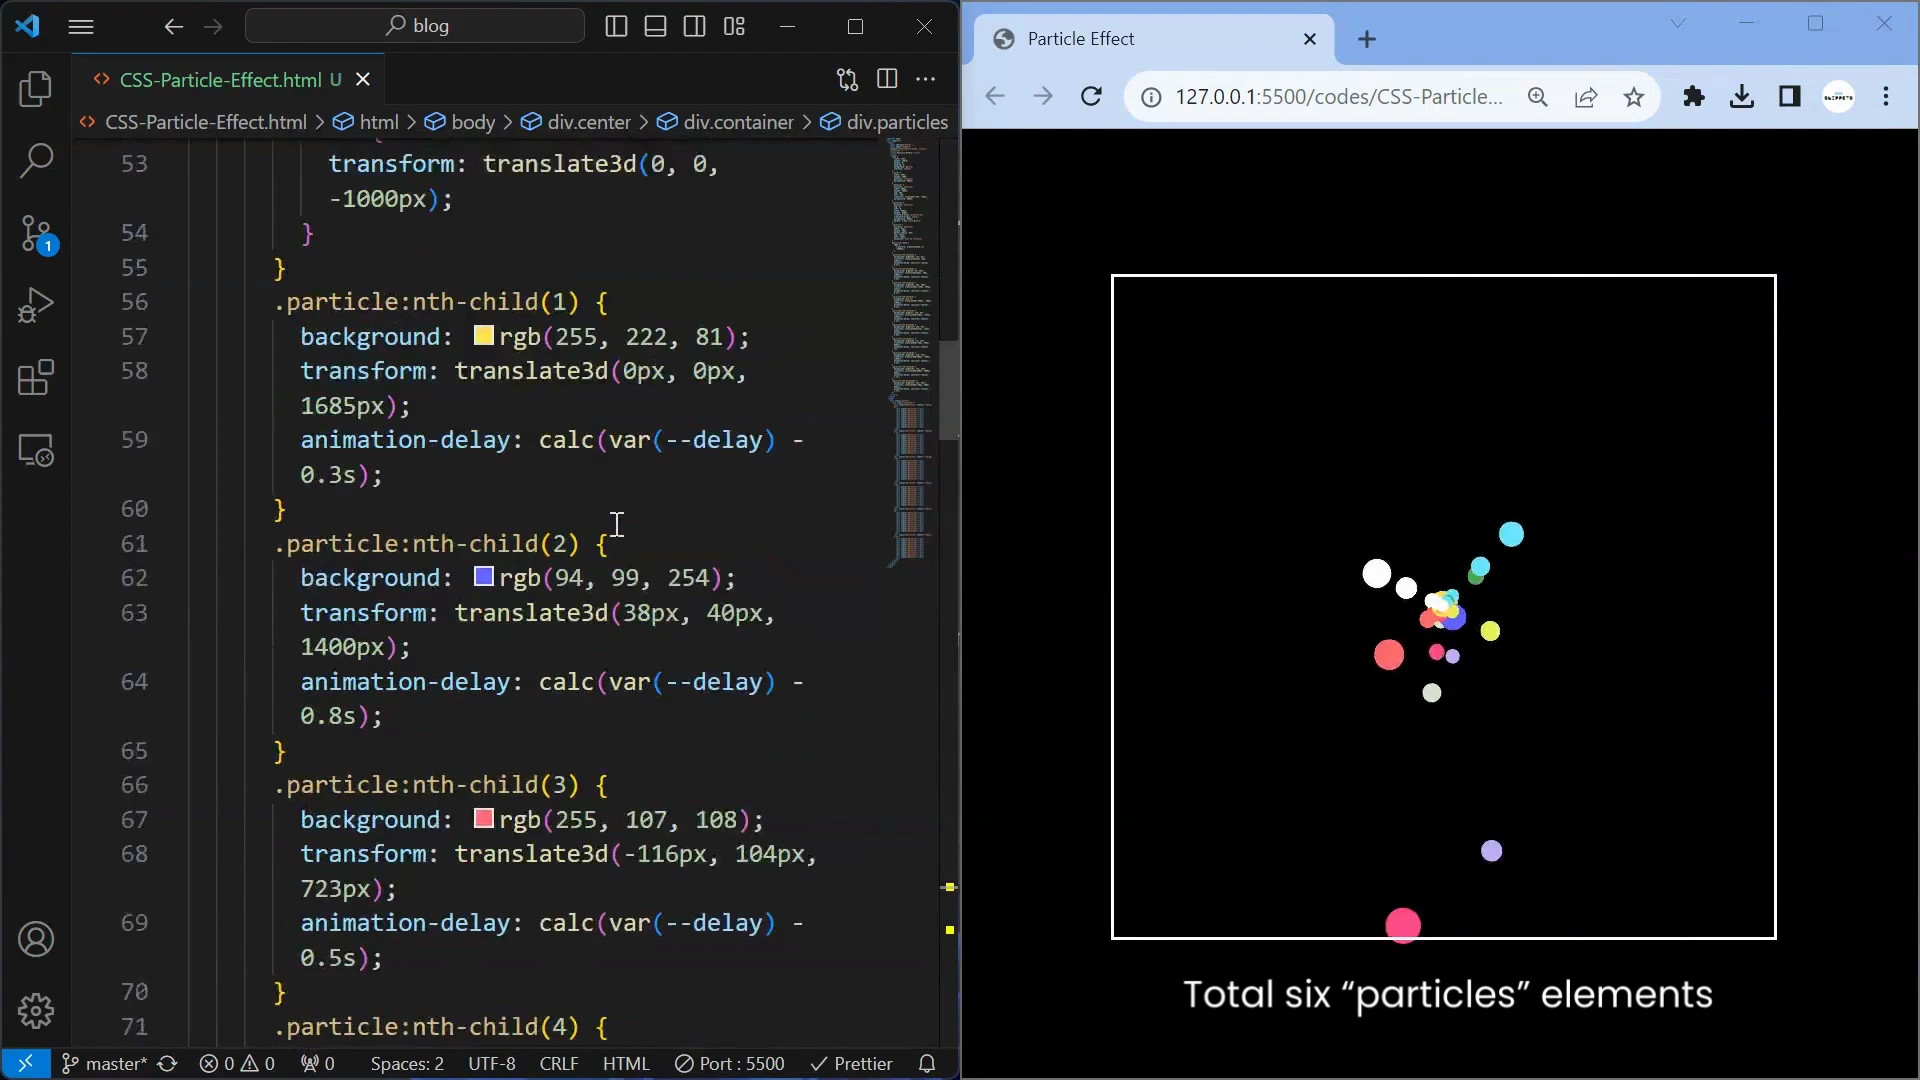 blog
CSS-Particle-Effect.html U
CSS-Particle-Effect.html > html > body > div.center > div.container > div.particles
53 transform: translate3d(0, 0,
-1000px);
54 }
55 }
56 .particle:nth-child(1) {
57 background: rgb(255, 222, 81);
58 transform: translate3d(0px, 0px,
1685px);
59 animation-delay: calc(var(--delay) -
0.3s);
60 }
61 .particle:nth-child(2) {
62 background: rgb(94, 99, 254);
63 transform: translate3d(38px, 40px,
1400px);
64 animation-delay: calc(var(--delay) -
0.8s);
65 }
66 .particle:nth-child(3) {
67 background: rgb(255, 107, 108);
68 transform: translate3d(-116px, 104px,
723px);
69 animation-delay: calc(var(--delay) -
0.5s);
70 }
71 .particle:nth-child(4) {
1
master* 0 0 0 Spaces: 2 UTF-8 CRLF HTML Port : 5500 Prettier
Particle Effect
127.0.0.1:5500/codes/CSS-Particle...
Total six “particles” elements